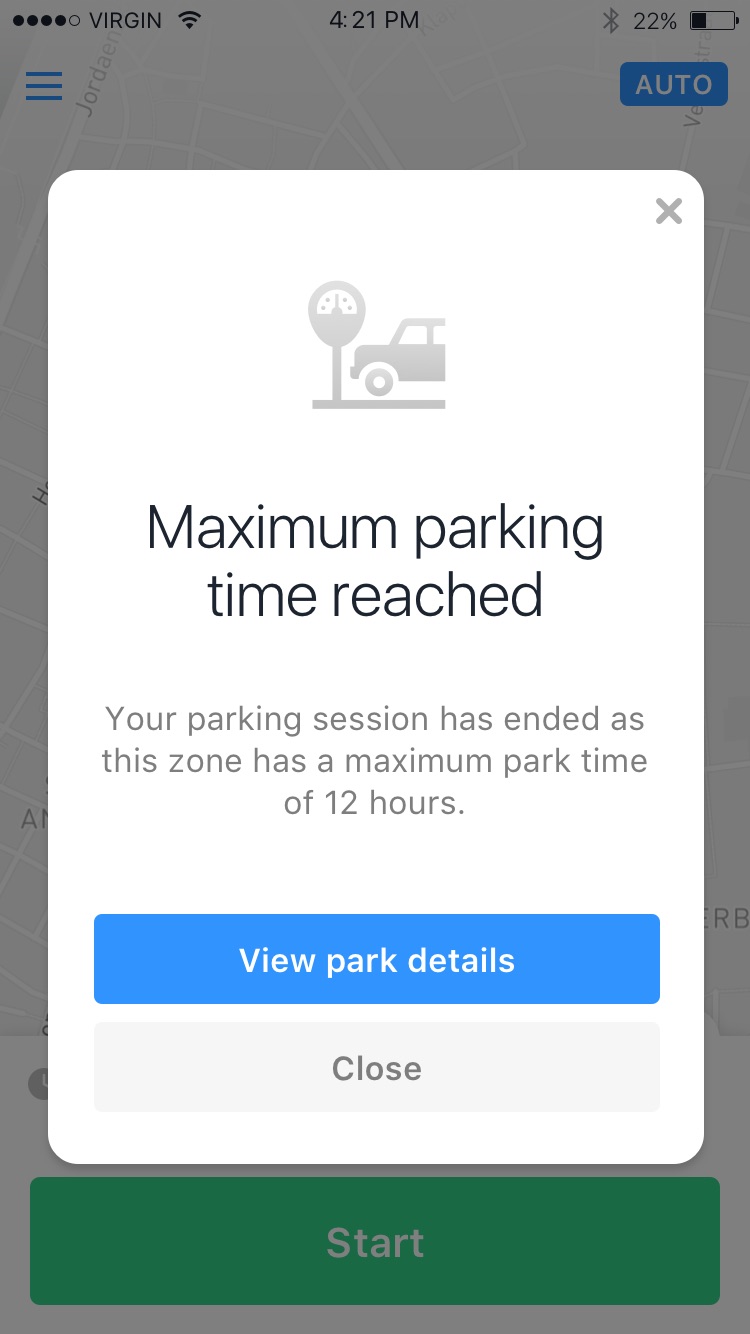 VIRGIN 4:21 PM 22%
Jordaen
AUTO
Maximum parking
time reached
Your parking session has ended as
this zone has a maximum park time
of 12 hours.
View park details
Close
Start